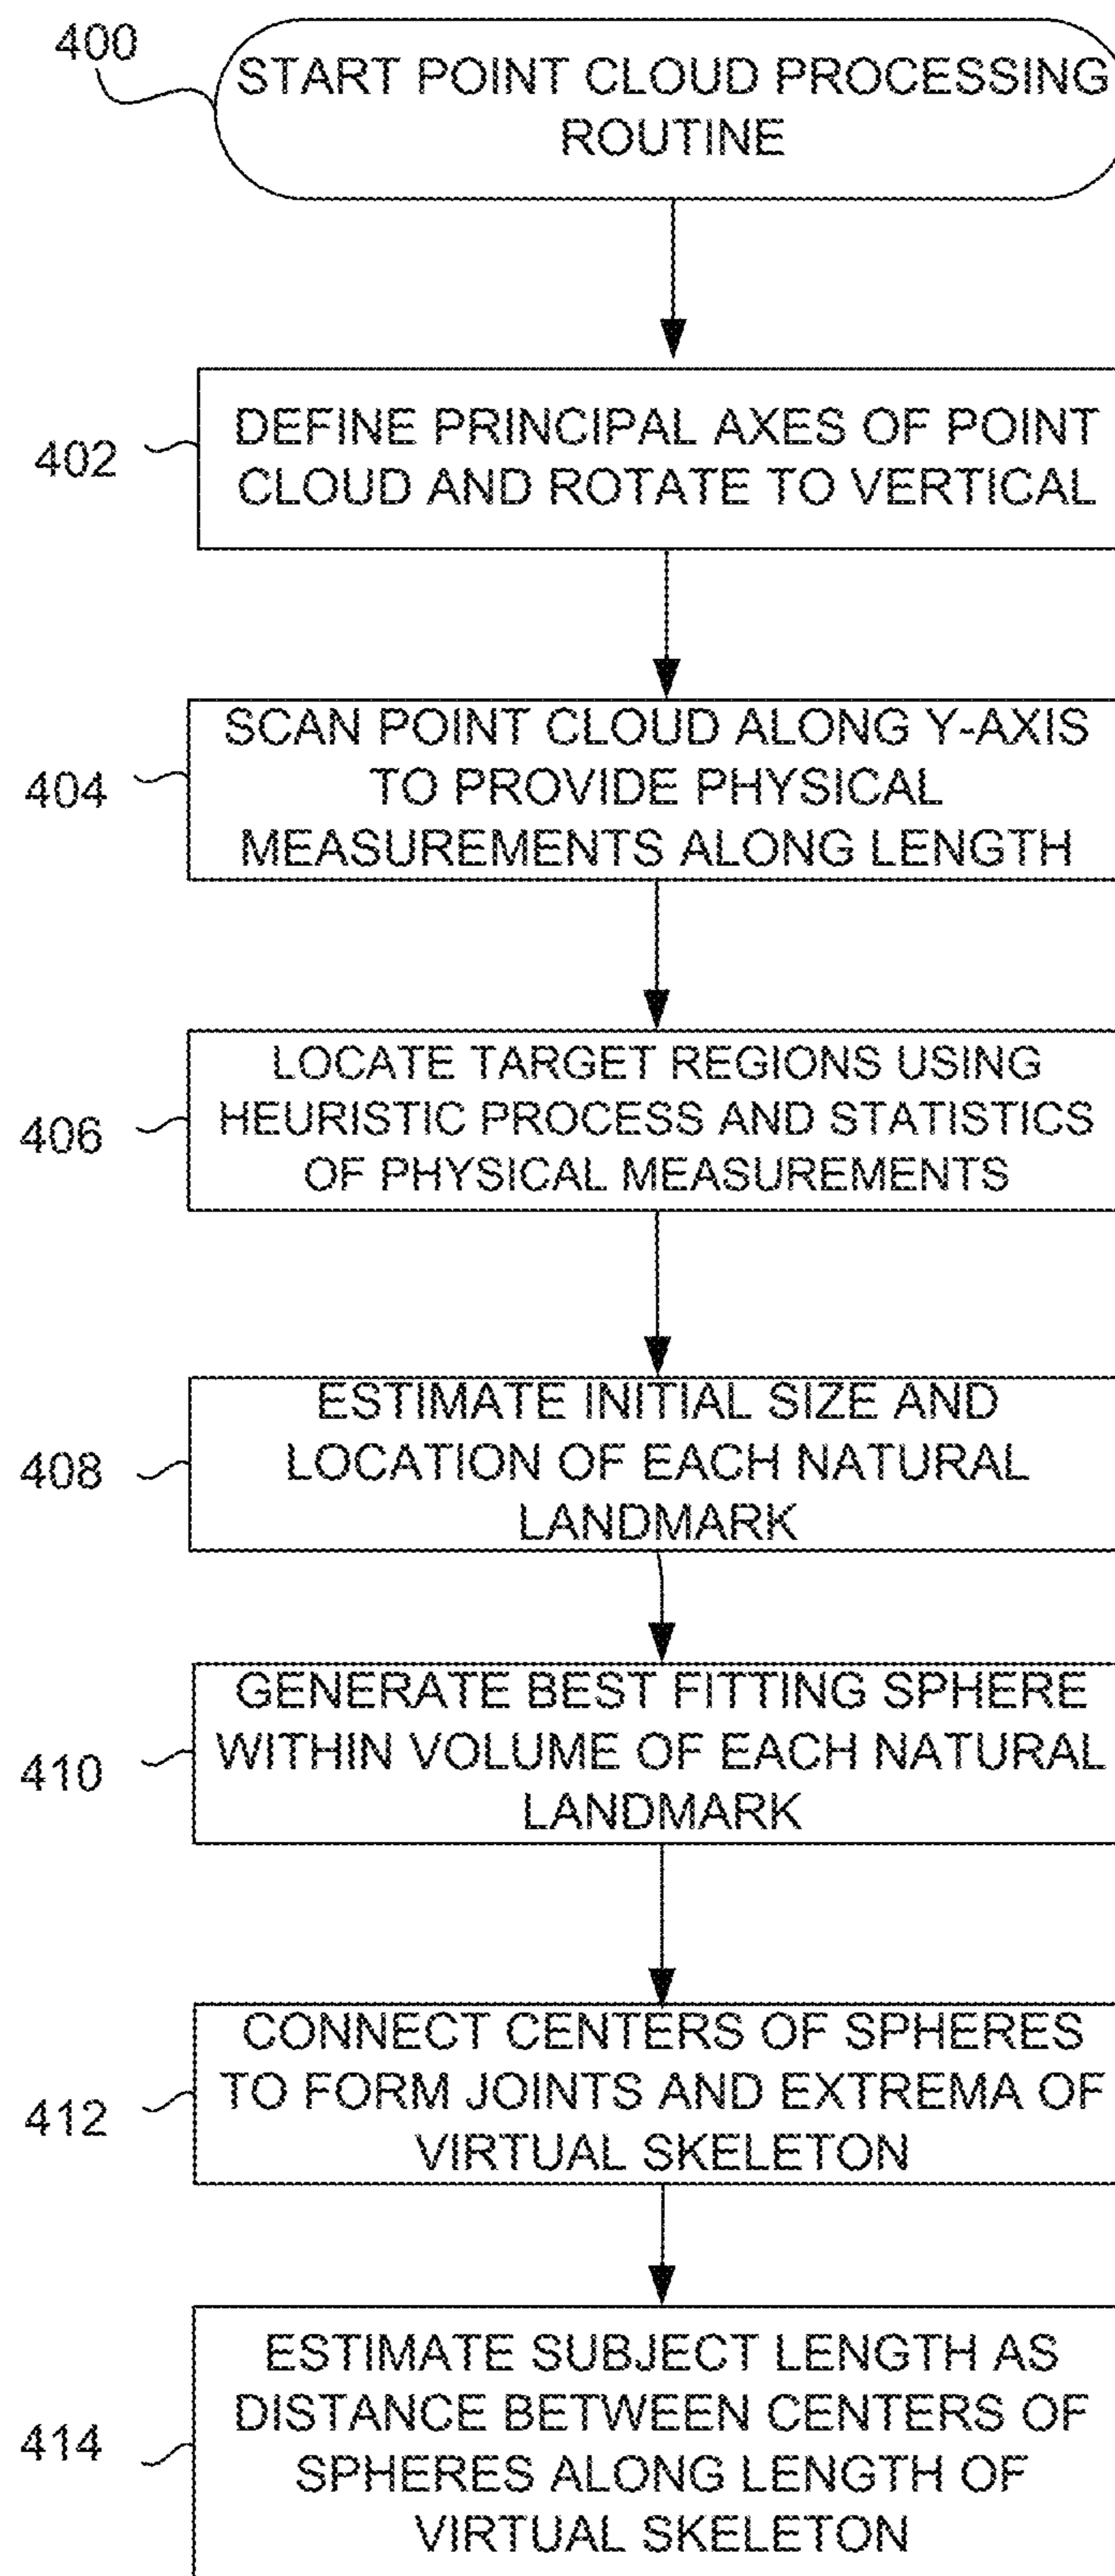 400
START POINT CLOUD PROCESSING
ROUTINE
402
DEFINE PRINCIPAL AXES OF POINT
CLOUD AND ROTATE TO VERTICAL
404
SCAN POINT CLOUD ALONG Y-AXIS
TO PROVIDE PHYSICAL
MEASUREMENTS ALONG LENGTH
406
LOCATE TARGET REGIONS USING
HEURISTIC PROCESS AND STATISTICS
OF PHYSICAL MEASUREMENTS
408
ESTIMATE INITIAL SIZE AND
LOCATION OF EACH NATURAL
LANDMARK
410
GENERATE BEST FITTING SPHERE
WITHIN VOLUME OF EACH NATURAL
LANDMARK
412
CONNECT CENTERS OF SPHERES
TO FORM JOINTS AND EXTREMA OF
VIRTUAL SKELETON
414
ESTIMATE SUBJECT LENGTH AS
DISTANCE BETWEEN CENTERS OF
SPHERES ALONG LENGTH OF
VIRTUAL SKELETON